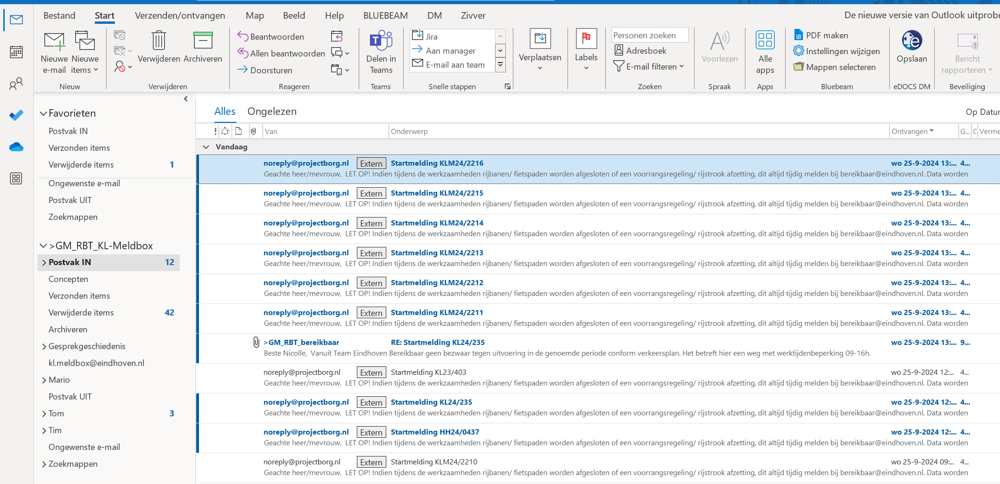 Bestand Start Verzenden/ontvangen Map Beeld Help BLUEBEAM DM Zivver De nieuwe versie van Outlook uitprobe
Nieuwe e-mail
Nieuwe items
Nieuw
Verwijderen
Archiveren
Verwijderen
Beantwoorden
Allen beantwoorden
Doorsturen
Reageren
Delen in Teams
Teams
Jira
Aan manager
E-mail aan team
Snelle stappen
Verplaatsen
Labels
Personen zoeken
Adresboek
E-mail filteren
Zoeken
Voorlezen
Spraak
Alle apps
Apps
PDF maken
Instellingen wijzigen
Mappen selecteren
Bluebeam
Opslaan
eDOCS DM
Bericht rapporteren
Beveiliging
Favorieten
Postvak IN
Verzonden items
Verwijderde items 1
Ongewenste e-mail
Postvak UIT
Zoekmappen
>GM_RBT_KL-Meldbox
Postvak IN 12
Concepten
Verzonden items
Verwijderde items 42
Archiveren
Gesprekgeschiedenis
kl.meldbox@eindhoven.nl
Mario
Postvak UIT
Tom 3
Tim
Ongewenste e-mail
Zoekmappen
Alles Ongelezen Op Datu
! Van Onderwerp Ontvangen G... C Verme
Vandaag
noreply@projectborg.nl Extern Startmelding KLM24/2216 wo 25-9-2024 13:... 4...
Geachte heer/mevrouw, LET OP! Indien tijdens de werkzaamheden rijbanen/ fietspaden worden afgesloten of een voorrangsregeling/ rijstrook afzetting, dit altijd tijdig melden bij bereikbaar@eindhoven.nl. Data worden
noreply@projectborg.nl Extern Startmelding KLM24/2215 wo 25-9-2024 13:... 4...
Geachte heer/mevrouw, LET OP! Indien tijdens de werkzaamheden rijbanen/ fietspaden worden afgesloten of een voorrangsregeling/ rijstrook afzetting, dit altijd tijdig melden bij bereikbaar@eindhoven.nl. Data worden
noreply@projectborg.nl Extern Startmelding KLM24/2214 wo 25-9-2024 13:... 4...
Geachte heer/mevrouw, LET OP! Indien tijdens de werkzaamheden rijbanen/ fietspaden worden afgesloten of een voorrangsregeling/ rijstrook afzetting, dit altijd tijdig melden bij bereikbaar@eindhoven.nl. Data worden
noreply@projectborg.nl Extern Startmelding KLM24/2213 wo 25-9-2024 13:... 4...
Geachte heer/mevrouw, LET OP! Indien tijdens de werkzaamheden rijbanen/ fietspaden worden afgesloten of een voorrangsregeling/ rijstrook afzetting, dit altijd tijdig melden bij bereikbaar@eindhoven.nl. Data worden
noreply@projectborg.nl Extern Startmelding KLM24/2212 wo 25-9-2024 13:... 4...
Geachte heer/mevrouw, LET OP! Indien tijdens de werkzaamheden rijbanen/ fietspaden worden afgesloten of een voorrangsregeling/ rijstrook afzetting, dit altijd tijdig melden bij bereikbaar@eindhoven.nl. Data worden
noreply@projectborg.nl Extern Startmelding KLM24/2211 wo 25-9-2024 13:... 4...
Geachte heer/mevrouw, LET OP! Indien tijdens de werkzaamheden rijbanen/ fietspaden worden afgesloten of een voorrangsregeling/ rijstrook afzetting, dit altijd tijdig melden bij bereikbaar@eindhoven.nl. Data worden
>GM_RBT_bereikbaar RE: Startmelding KL24/235 wo 25-9-2024 13:... 9...
Beste Nicolle, Vanuit Team Eindhoven Bereikbaar geen bezwaar tegen uitvoering in de genoemde periode conform verkeersplan. Het betreft hier een weg met werktijdenbeperking 09-16h.
noreply@projectborg.nl Extern Startmelding KL23/403 wo 25-9-2024 12:... 4...
Geachte heer/mevrouw, LET OP! Indien tijdens de werkzaamheden rijbanen/ fietspaden worden afgesloten of een voorrangsregeling/ rijstrook afzetting, dit altijd tijdig melden bij bereikbaar@eindhoven.nl. Data worden
noreply@projectborg.nl Extern Startmelding KL24/235 wo 25-9-2024 12:... 4...
Geachte heer/mevrouw, LET OP! Indien tijdens de werkzaamheden rijbanen/ fietspaden worden afgesloten of een voorrangsregeling/ rijstrook afzetting, dit altijd tijdig melden bij bereikbaar@eindhoven.nl. Data worden
noreply@projectborg.nl Extern Startmelding HH24/0437 wo 25-9-2024 12:... 4...
Geachte heer/mevrouw, LET OP! Indien tijdens de werkzaamheden rijbanen/ fietspaden worden afgesloten of een voorrangsregeling/ rijstrook afzetting, dit altijd tijdig melden bij bereikbaar@eindhoven.nl. Data worden
noreply@projectborg.nl Extern Startmelding KLM24/2210 wo 25-9-2024 09:... 4...
Geachte heer/mevrouw, LET OP! Indien tijdens de werkzaamheden rijbanen/ fietspaden worden afgesloten of een voorrangsregeling/ rijstrook afzetting, dit altijd tijdig melden bij bereikbaar@eindhoven.nl. Data worden